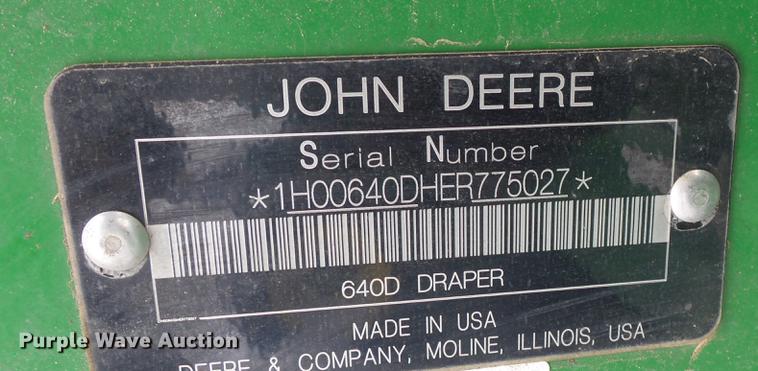 JOHN DEERE
Serial Number
*1H00640DHER775027*
640D DRAPER
MADE IN USA
DEERE & COMPANY, MOLINE, ILLINOIS, USA
Purple Wave Auction